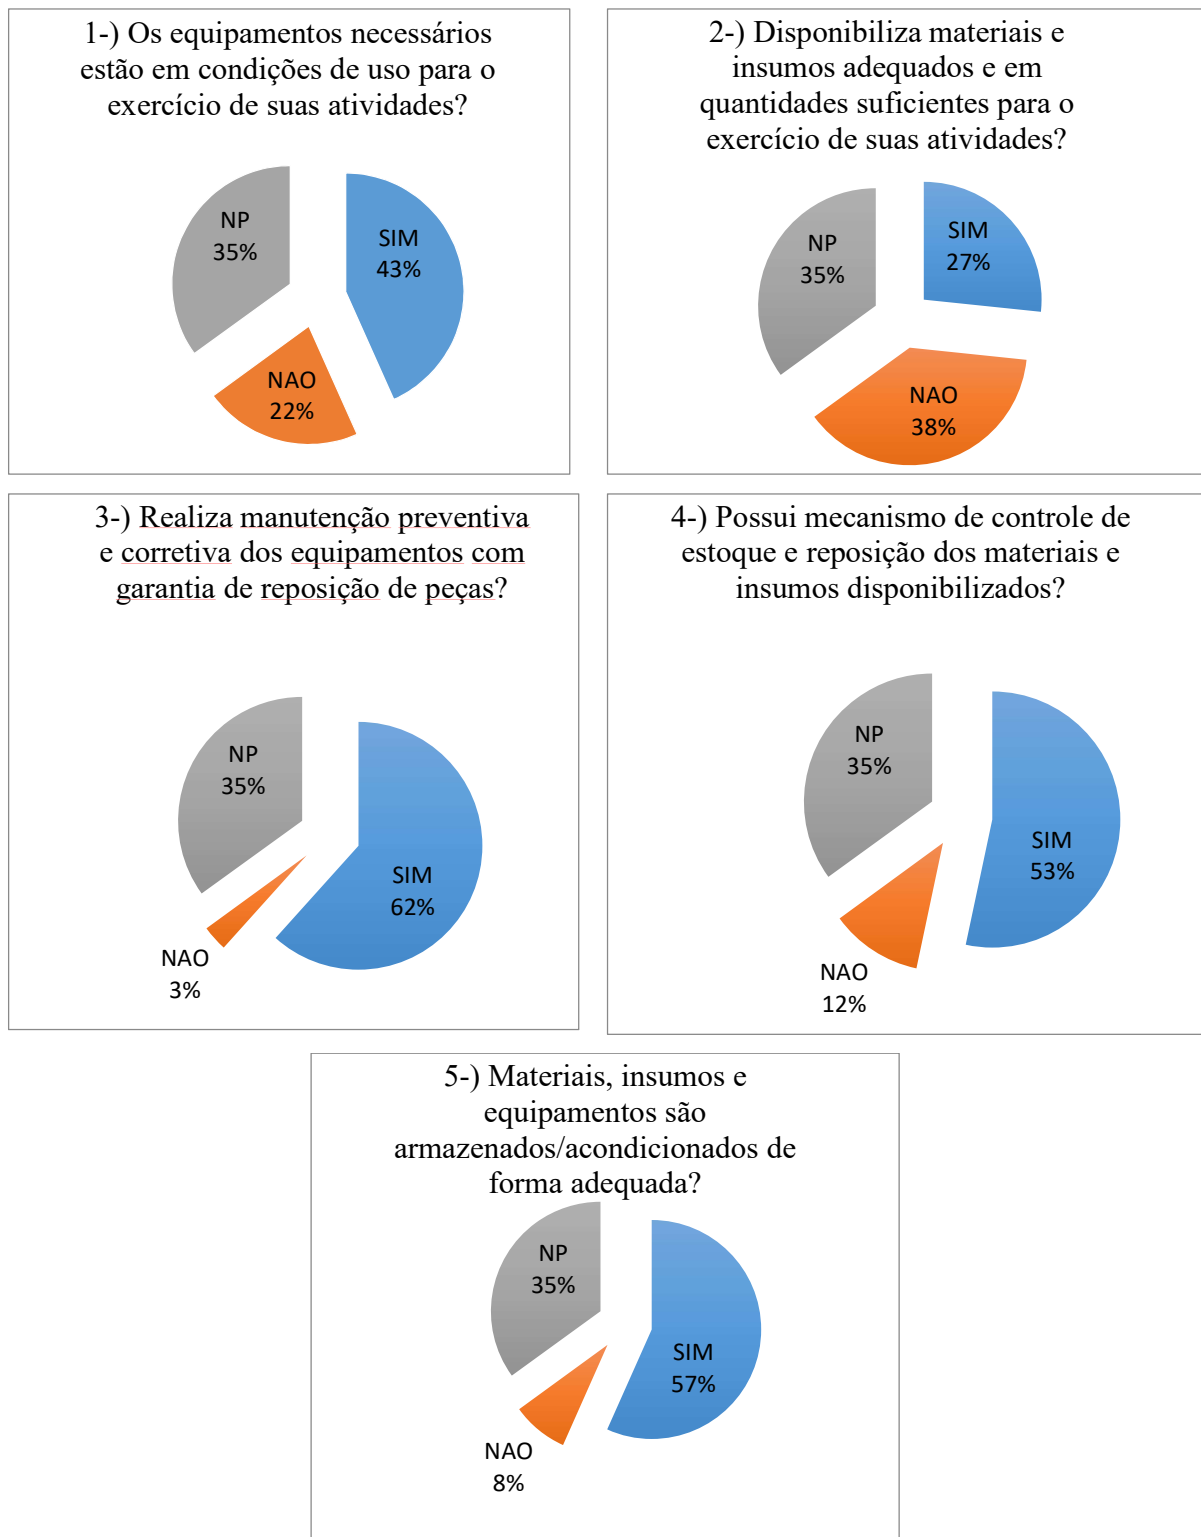 1-) Os equipamentos necessários
estão em condições de uso para o
exercício de suas atividades?
NP
35%
SIM
43%
NAO
22%
2-) Disponibiliza materiais e
insumos adequados e em
quantidades suficientes para o
exercício de suas atividades?
SIM
27%
NP
35%
NAO
38%
3-) Realiza manutenção preventiva
e corretiva dos equipamentos com
garantia de reposição de peças?
NP
35%
SIM
62%
NAO
3%
4-) Possui mecanismo de controle de
estoque e reposição dos materiais e
insumos disponibilizados?
NP
35%
SIM
53%
NAO
12%
5-) Materiais, insumos e
equipamentos são
armazenados/acondicionados de
forma adequada?
NP
35%
SIM
57%
NAO
8%